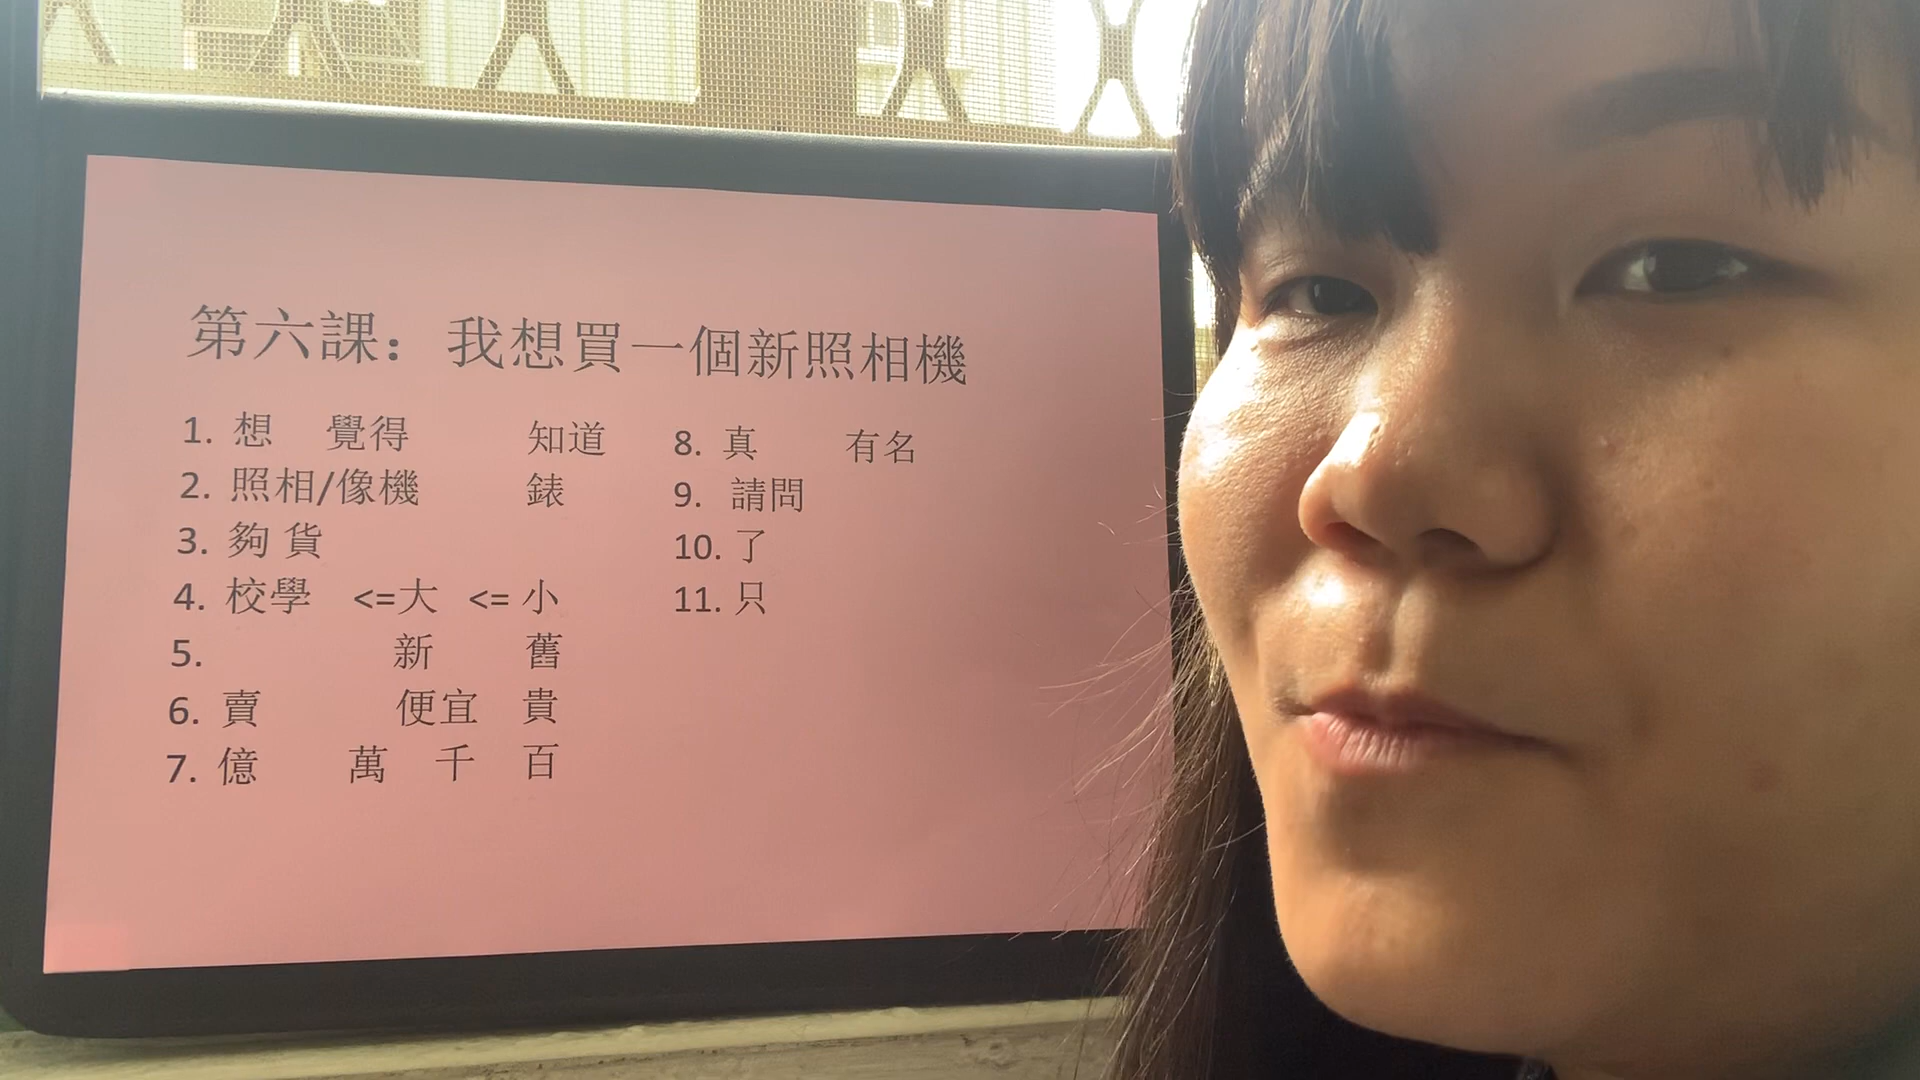 第六課：我想買一個新照相機
1. 想 覺得 知道
2. 照相/像機 錶
3. 夠 貨
4. 校學 <=大 <= 小
5. 新 舊
6. 賣 便宜 貴
7. 億 萬 千 百
8. 真 有名
9. 請問
10. 了
11. 只